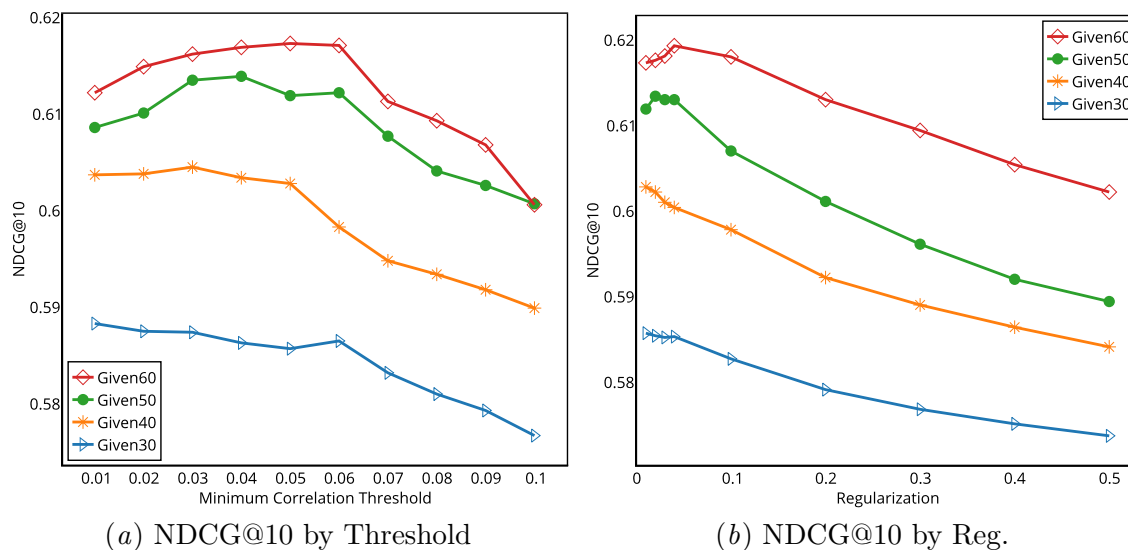 0.62
0.61
0.6
0.59
0.58
NDCG@10
Given60
Given50
Given40
Given30
0.01 0.02 0.03 0.04 0.05 0.06 0.07 0.08 0.09 0.1
Minimum Correlation Threshold
(a) NDCG@10 by Threshold
0.62
0.61
0.6
0.59
0.58
0
NDCG@10
Given60
Given50
Given40
Given30
0 0.1 0.2 0.3 0.4 0.5
Regularization
(b) NDCG@10 by Reg.